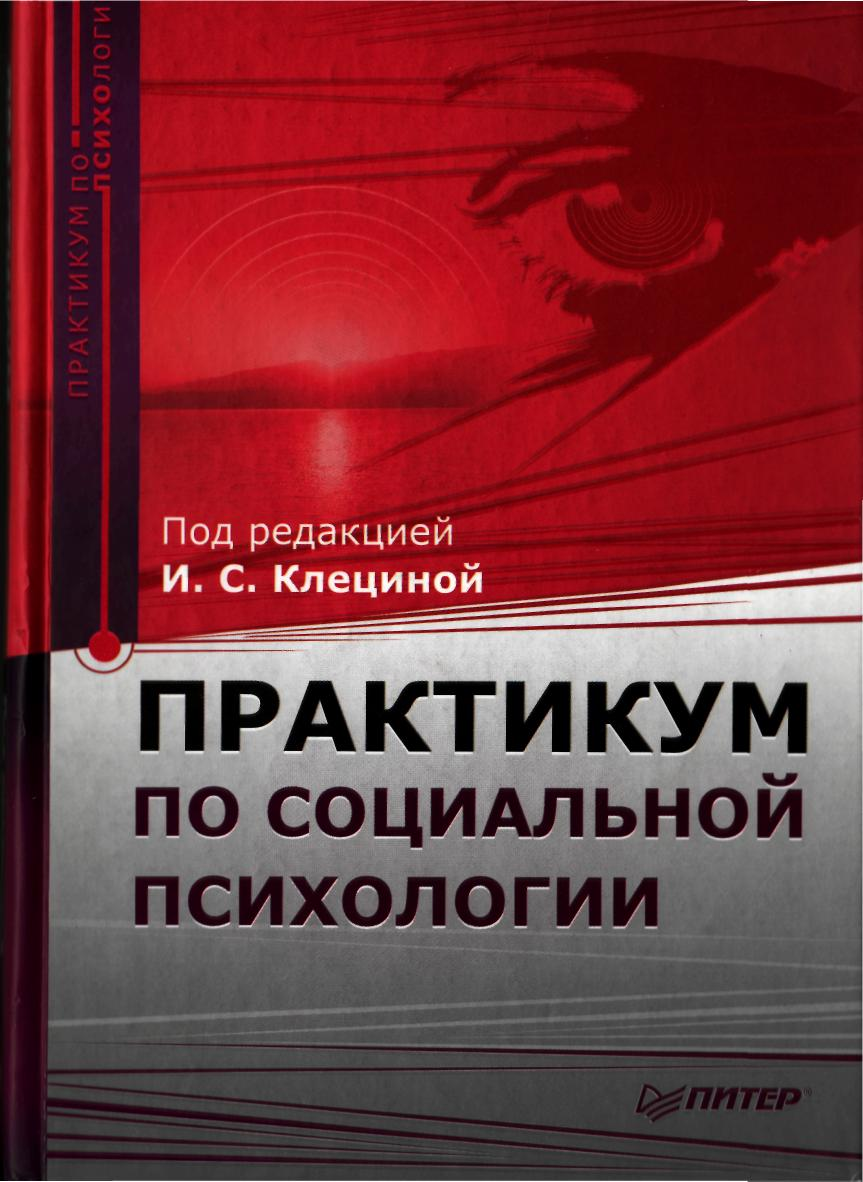 ПРАКТИКУМ ПО
ПСИХОЛОГИ
Под редакцией
И. С. Клециной
ПРАКТИКУМ
ПО СОЦИАЛЬНОЙ
ПСИХОЛОГИИ
ПИТЕР®